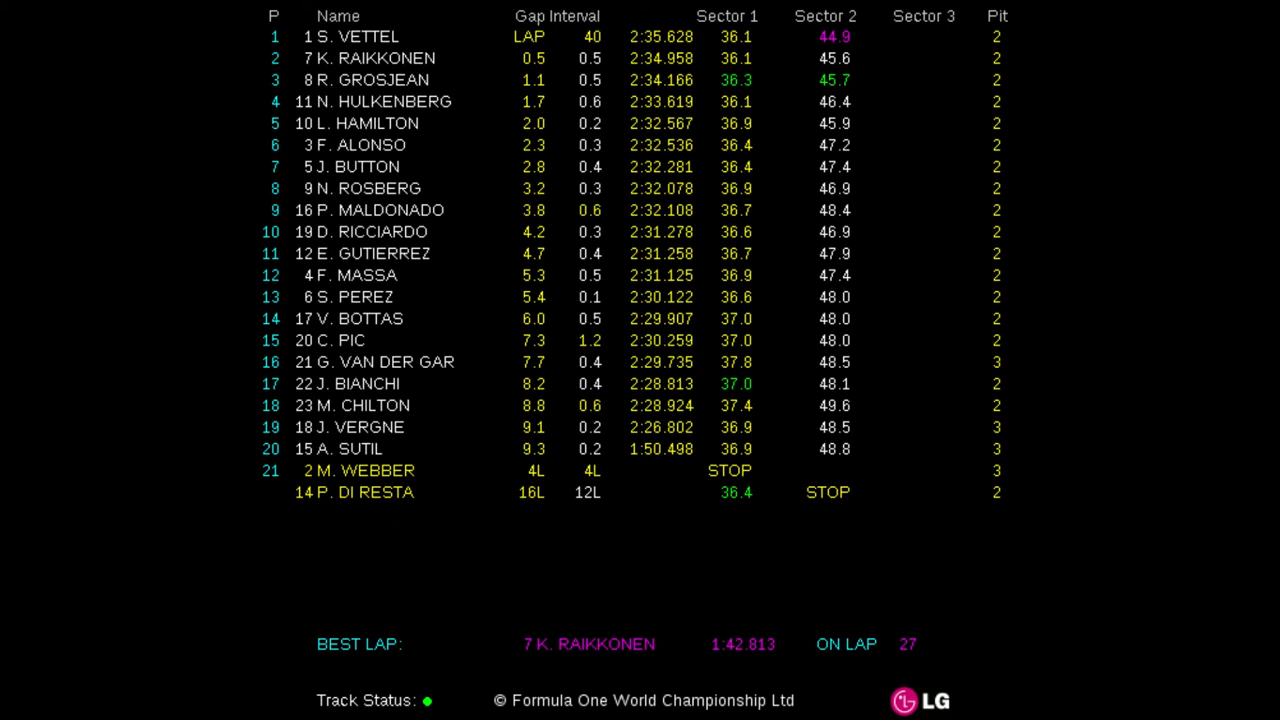 P Name Gap Interval Sector 1 Sector 2 Sector 3 Pit
1 1 S. VETTEL LAP 40 2:35.628 36.1 44.9 2
2 7 K. RAIKKONEN 0.5 0.5 2:34.958 36.1 45.6 2
3 8 R. GROSJEAN 1.1 0.5 2:34.166 36.3 45.7 2
4 11 N. HULKENBERG 1.7 0.6 2:33.619 36.1 46.4 2
5 10 L. HAMILTON 2.0 0.2 2:32.567 36.9 45.9 2
6 3 F. ALONSO 2.3 0.3 2:32.536 36.4 47.2 2
7 5 J. BUTTON 2.8 0.4 2:32.281 36.4 47.4 2
8 9 N. ROSBERG 3.2 0.3 2:32.078 36.9 46.9 2
9 16 P. MALDONADO 3.8 0.6 2:32.108 36.7 48.4 2
10 19 D. RICCIARDO 4.2 0.3 2:31.278 36.6 46.9 2
11 12 E. GUTIERREZ 4.7 0.4 2:31.258 36.7 47.9 2
12 4 F. MASSA 5.3 0.5 2:31.125 36.9 47.4 2
13 6 S. PEREZ 5.4 0.1 2:30.122 36.6 48.0 2
14 17 V. BOTTAS 6.0 0.5 2:29.907 37.0 48.0 2
15 20 C. PIC 7.3 1.2 2:30.259 37.0 48.0 2
16 21 G. VAN DER GAR 7.7 0.4 2:29.735 37.8 48.5 3
17 22 J. BIANCHI 8.2 0.4 2:28.813 37.0 48.1 2
18 23 M. CHILTON 8.8 0.6 2:28.924 37.4 49.6 2
19 18 J. VERGNE 9.1 0.2 2:26.802 36.9 48.5 3
20 15 A. SUTIL 9.3 0.2 1:50.498 36.9 48.8 3
21 2 M. WEBBER 4L 4L STOP 3
14 P. DI RESTA 16L 12L 36.4 STOP 2
BEST LAP: 7 K. RAIKKONEN 1:42.813 ON LAP 27
Track Status: © Formula One World Championship Ltd LG